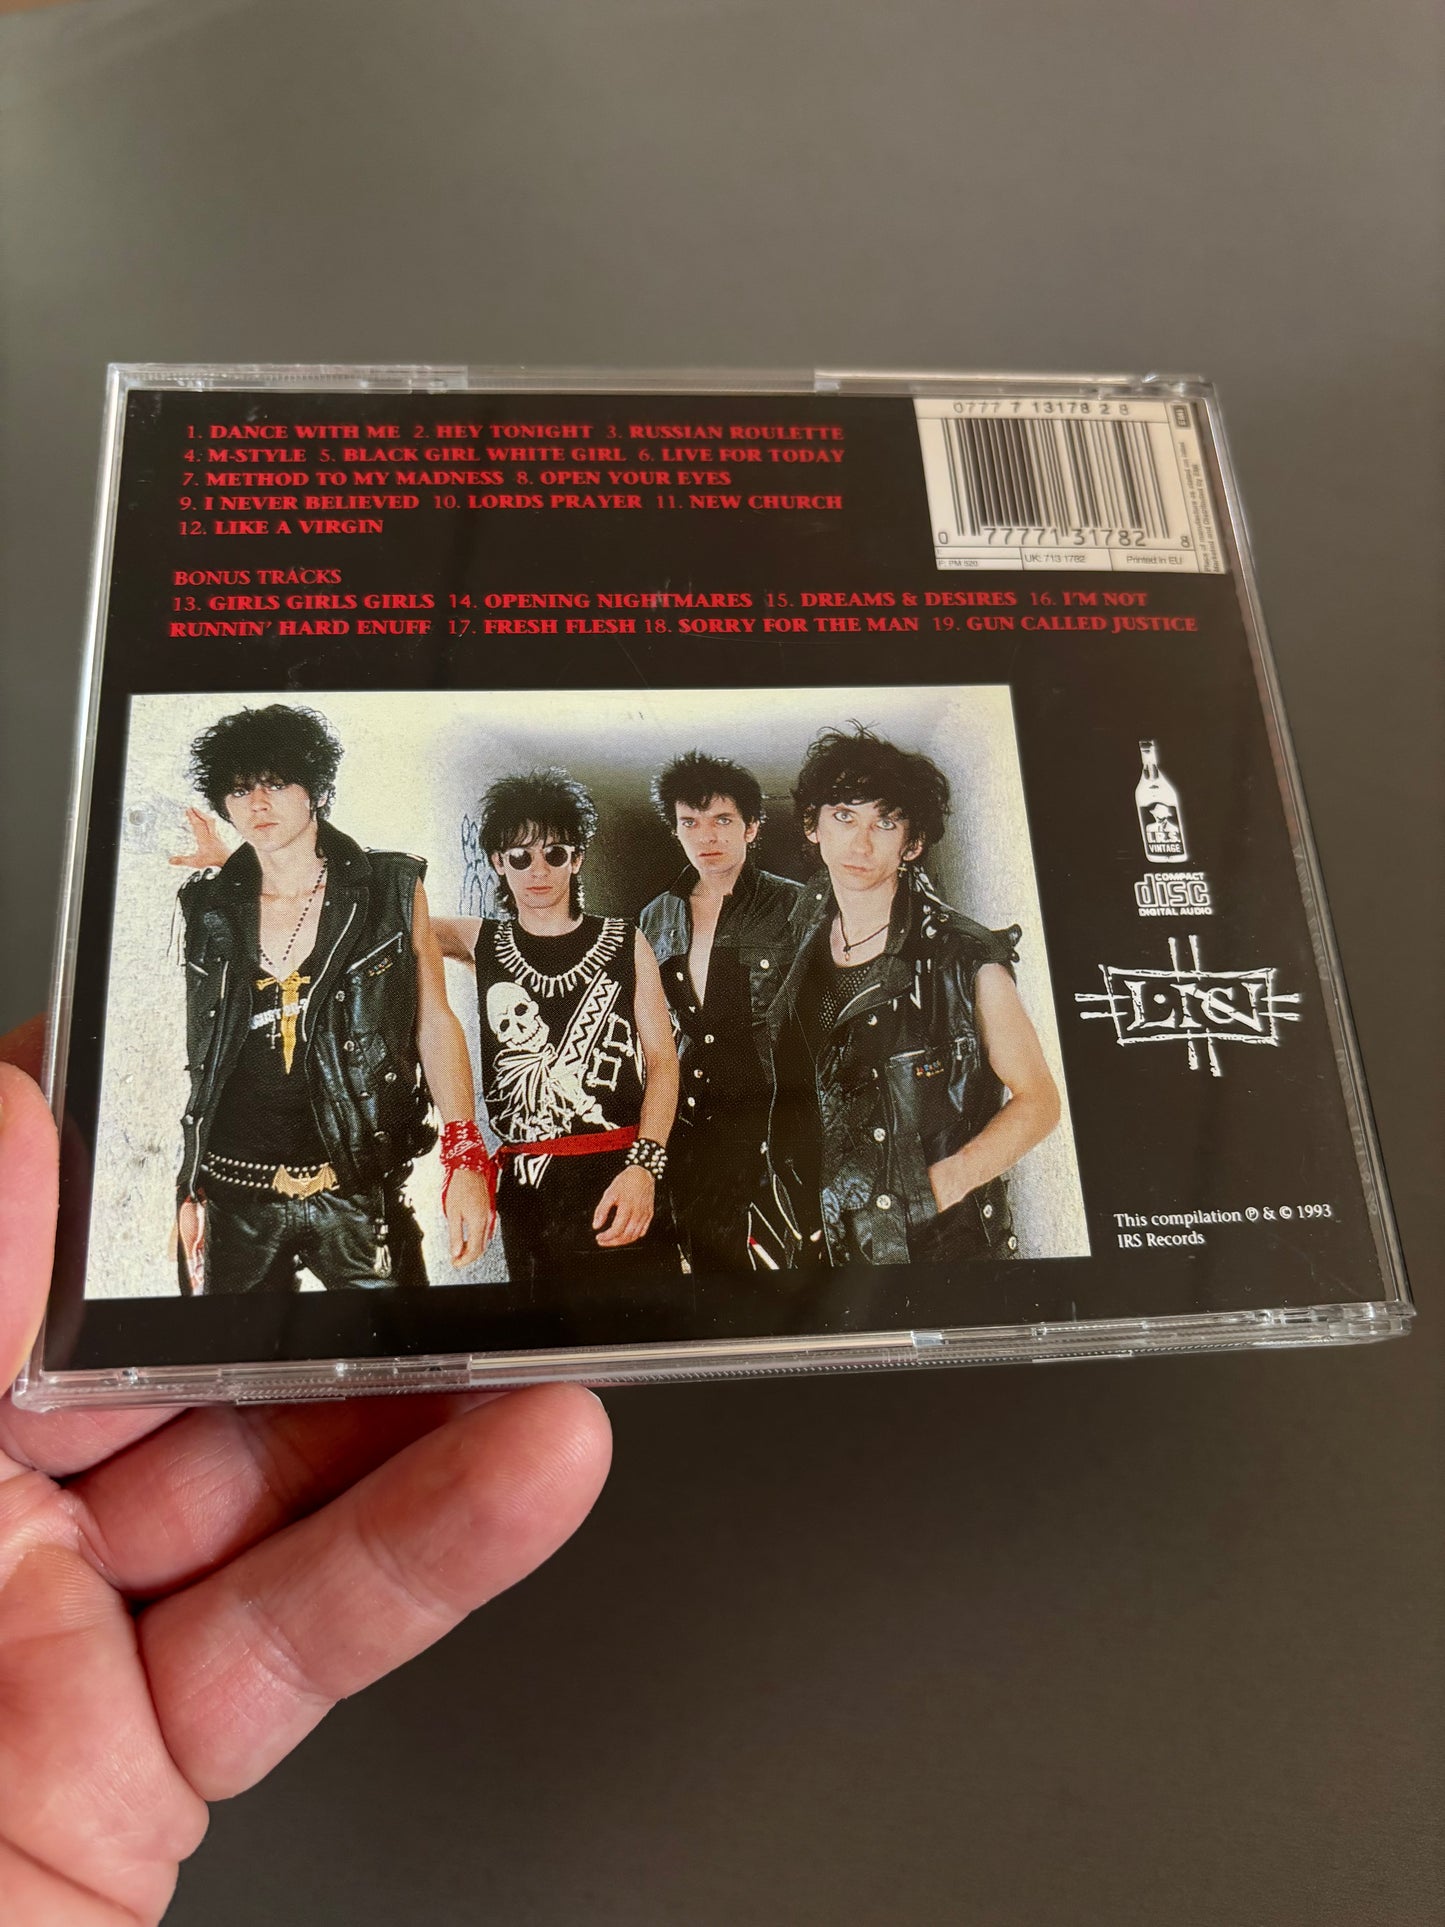 1. DANCE WITH ME 2. HEY TONIGHT 3. RUSSIAN ROULETTE
4. M-STYLE 5. BLACK GIRL WHITE GIRL 6. LIVE FOR TODAY
7. METHOD TO MY MADNESS 8. OPEN YOUR EYES
9. I NEVER BELIEVED 10. LORDS PRAYER 11. NEW CHURCH
12. LIKE A VIRGIN
BONUS TRACKS
13. GIRLS GIRLS GIRLS 14. OPENING NIGHTMARES 15. DREAMS & DESIRES 16. I'M NOT
RUNNIN' HARD ENUFF 17. FRESH FLESH 18. SORRY FOR THE MAN 19. GUN CALLED JUSTICE
0777 7 13178 2 8
0 77771 31782 8
F: PM 520
UK: 713 1782
Printed in EU
I.R.S.
VINTAGE
COMPACT
disc
DIGITAL AUDIO
This compilation ℗ & © 1993
IRS Records